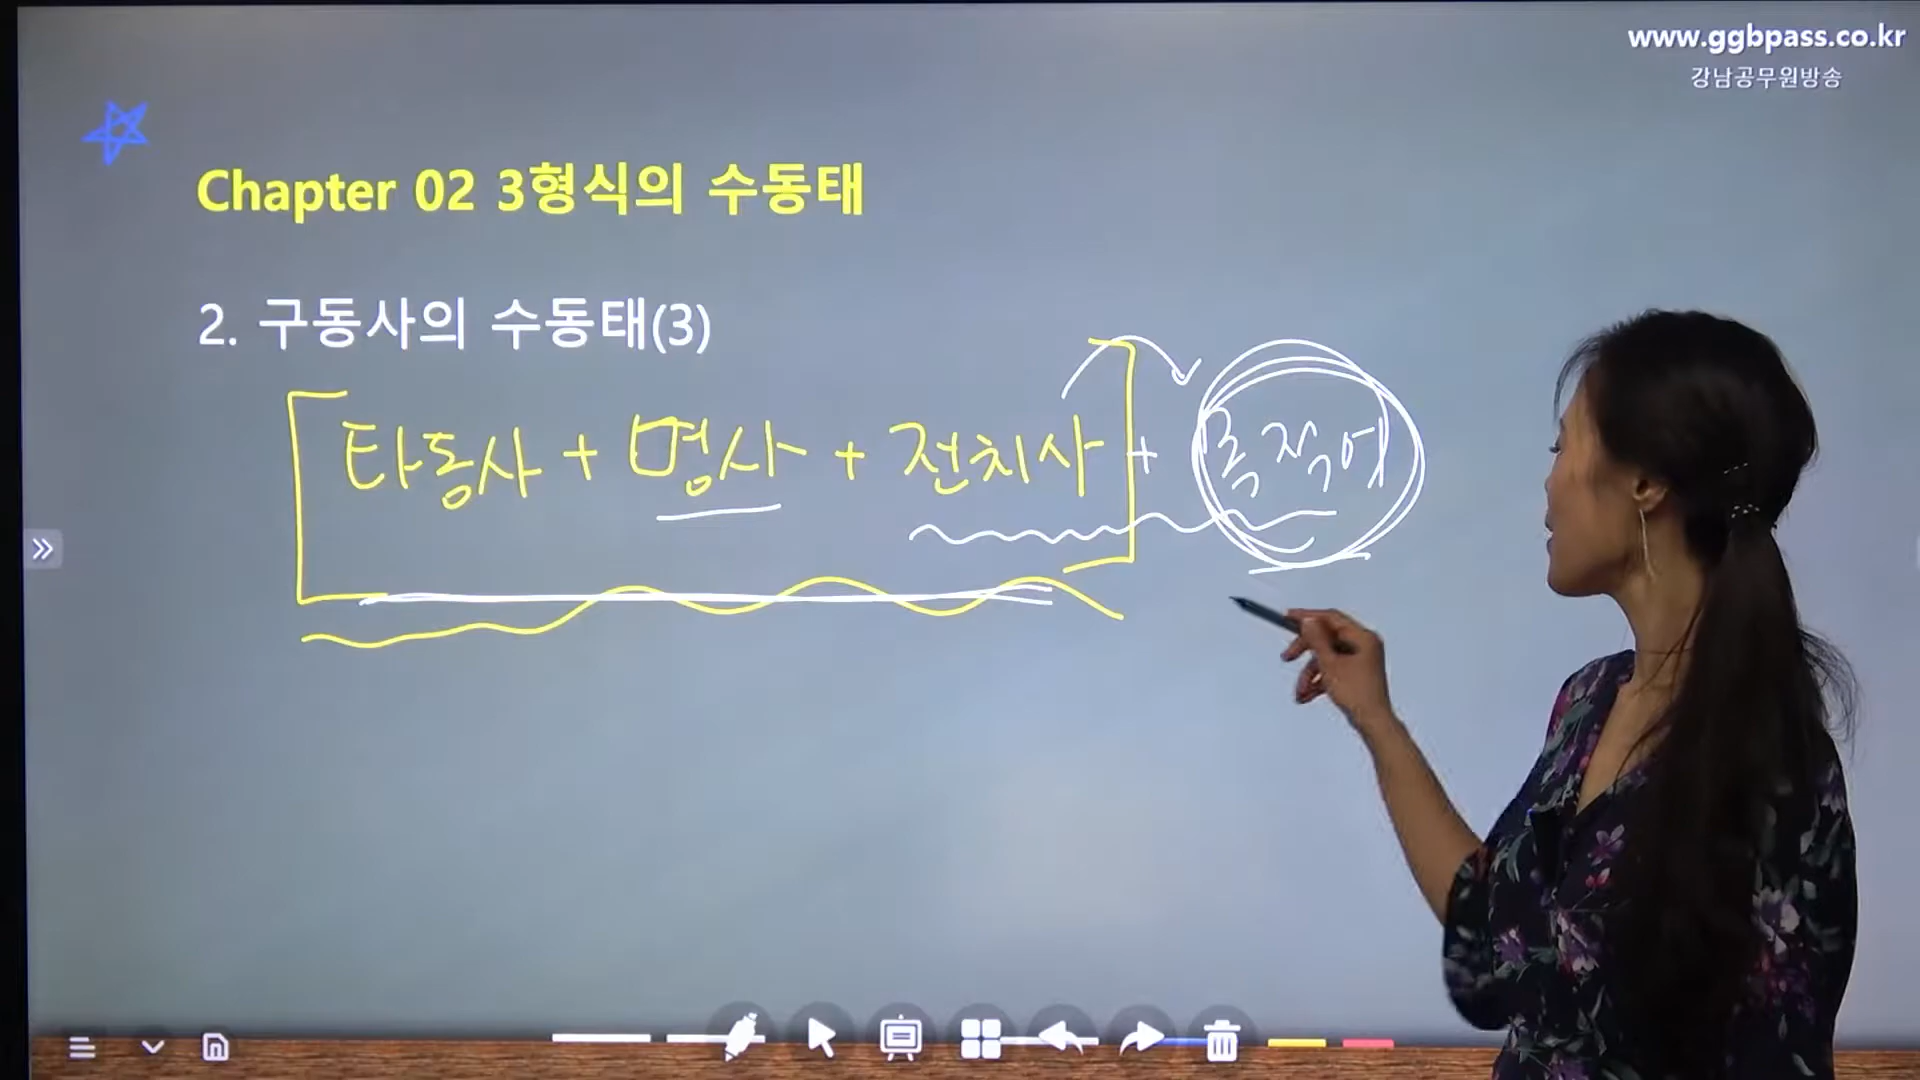 www.ggbpass.co.kr
강남공무원방송
Chapter 02 3형식의 수동태
2. 구동사의 수동태(3)
타동사 + 명사 + 전치사 + 목적어